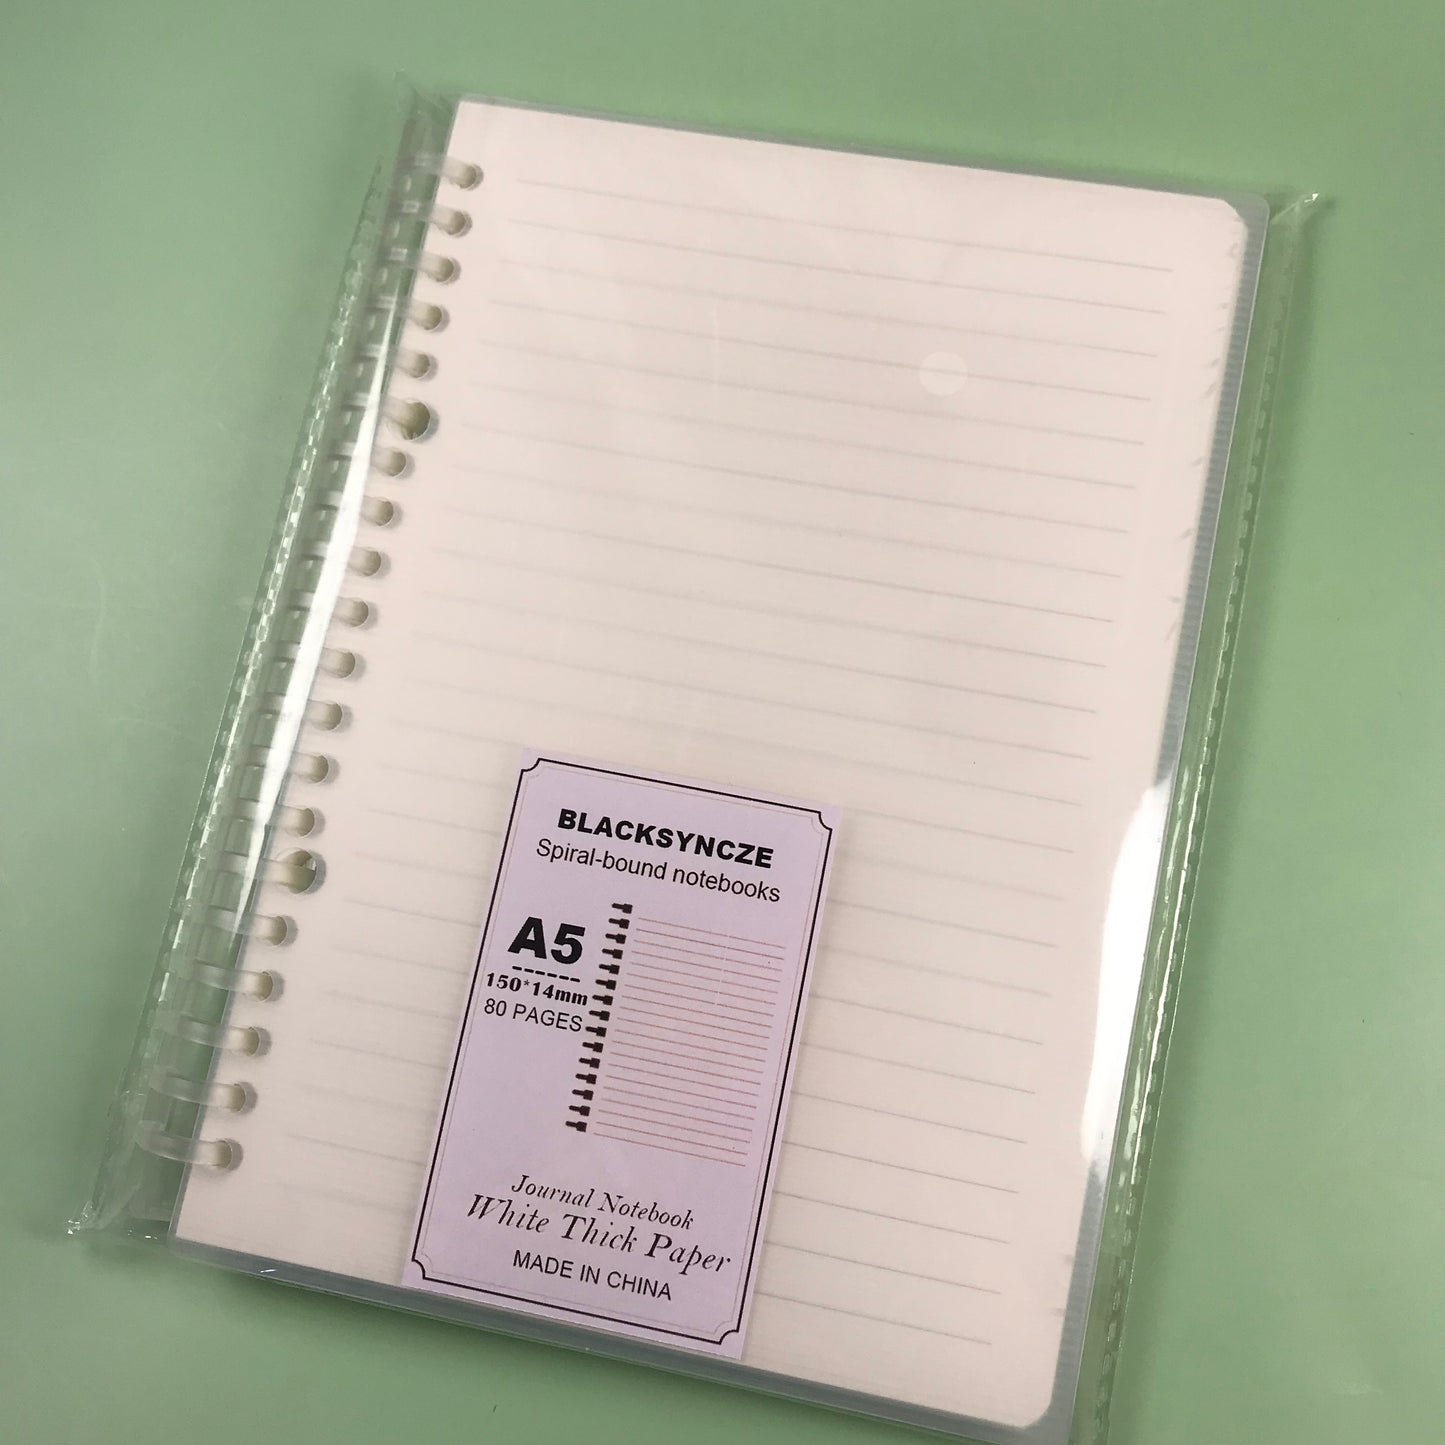 BLACKSYNCZE
Spiral-bound notebooks
A5
150*14mm
80 PAGES
Journal Notebook
White Thick Paper
MADE IN CHINA